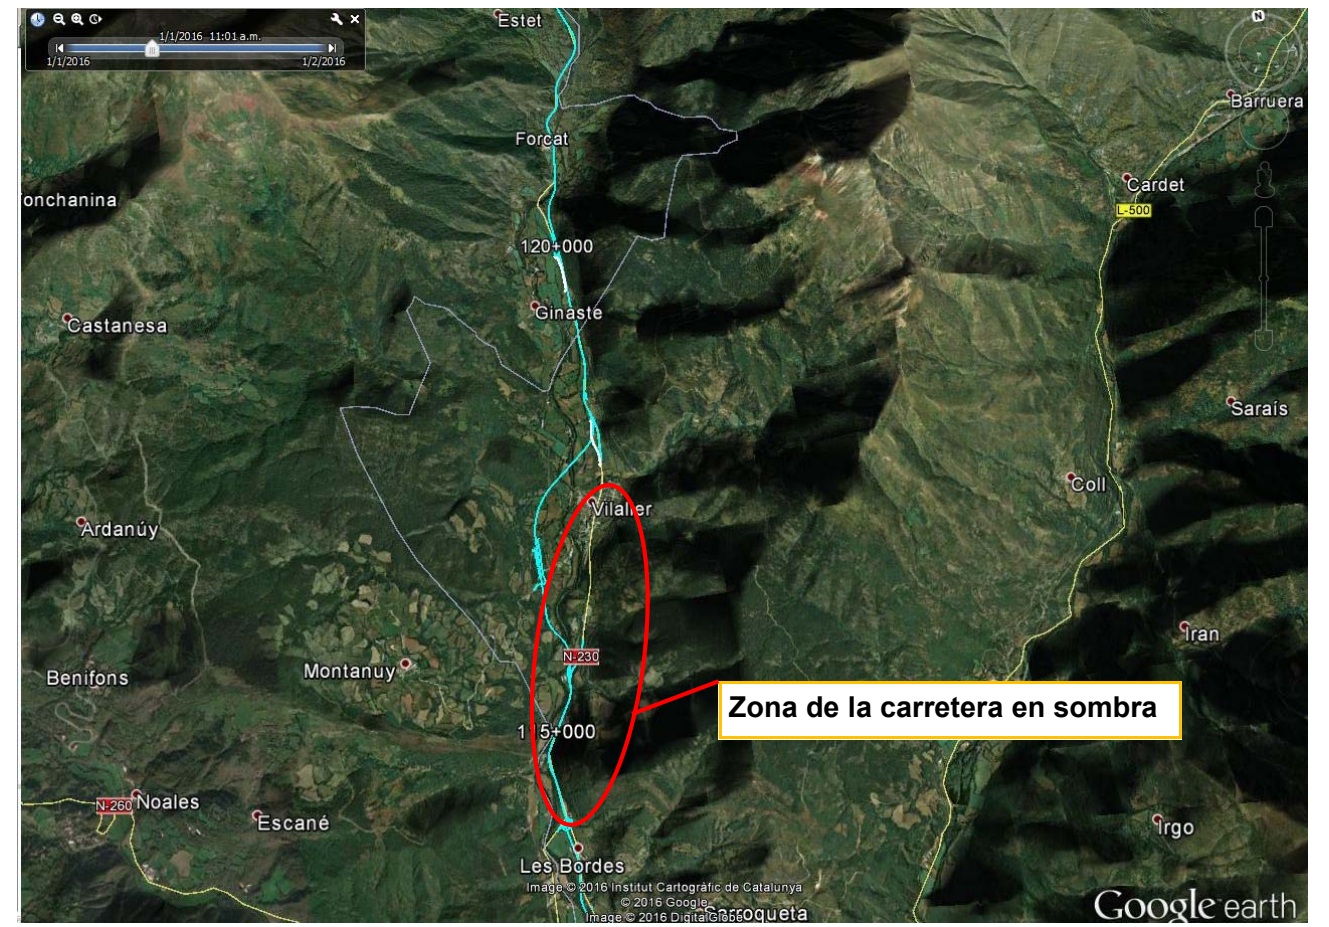 1/1/2016 11:01 a.m.
1/1/2016
1/2/2016
Estet
N
Barruera
Forcat
Cardet
onchanina
L-500
120+000
Ginaste
Castanesa
Saraís
Coll
Vilaller
Ardanúy
Iran
N-230
Montanuy
Benifons
Zona de la carretera en sombra
115+000
N-260
Noales
Escané
Irgo
Les Bordes
Image © 2016 Institut Cartogràfic de Catalunya
© 2016 Google
Image © 2016 DigitalGlobe
Sarroqueta
Google earth